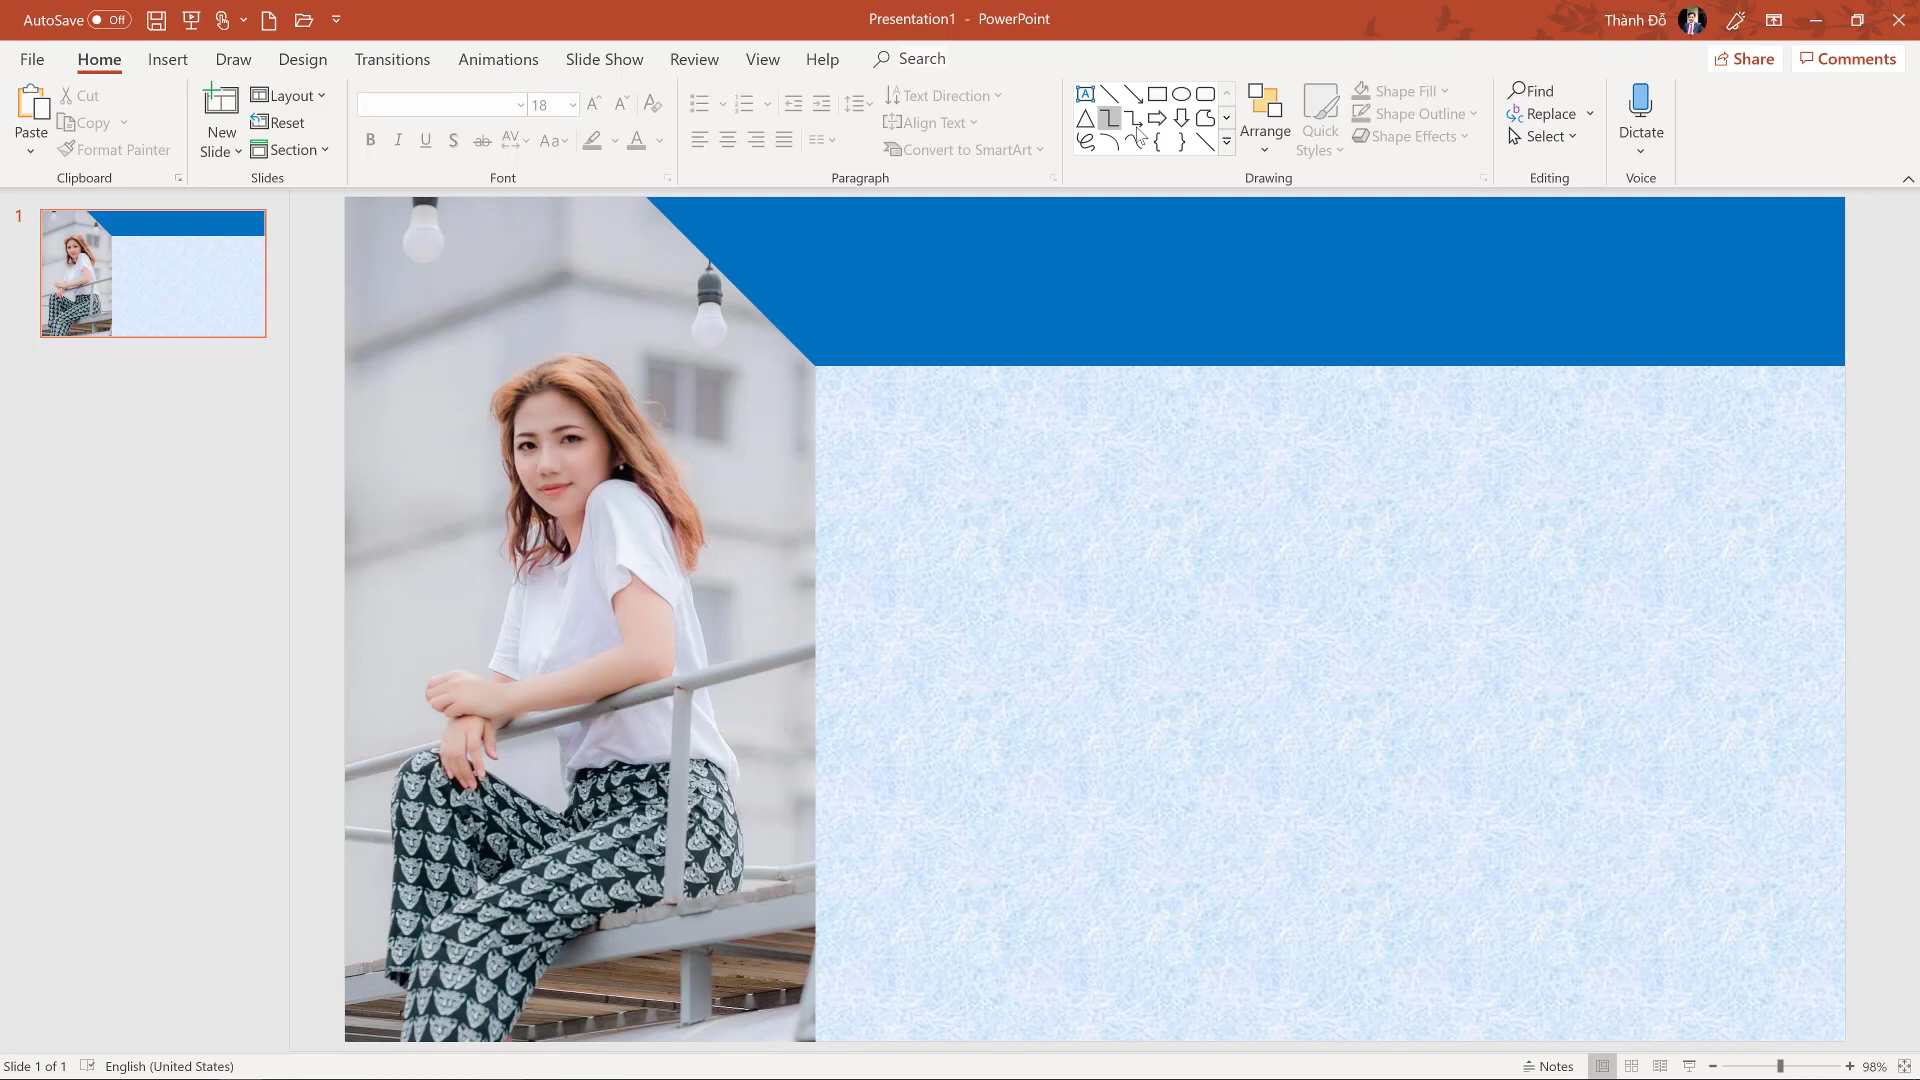 AutoSave Off
Presentation1 - PowerPoint
Thành Đỗ
File Home Insert Draw Design Transitions Animations Slide Show Review View Help Search
Share Comments
Paste
Cut
Copy
Format Painter
Clipboard
New
Slide
Layout
Reset
Section
Slides
18
Font
Paragraph
Text Direction
Align Text
Convert to SmartArt
Arrange
Quick
Styles
Shape Fill
Shape Outline
Shape Effects
Drawing
Find
Replace
Select
Editing
Dictate
Voice
1
Slide 1 of 1 English (United States)
Notes 98%